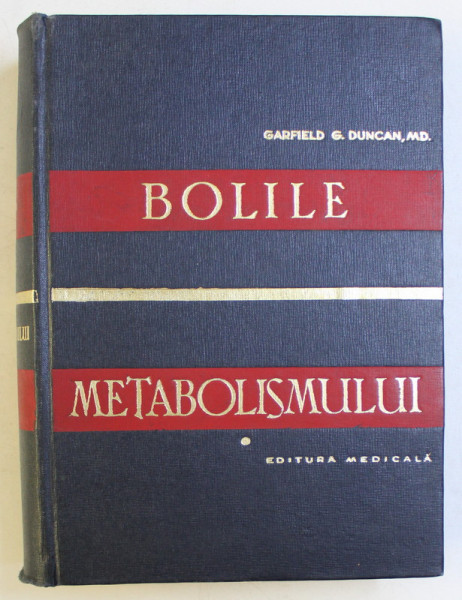 GARFIELD G. DUNCAN, MD.
BOLILE
METABOLISMULUI
EDITURA MEDICALĂ